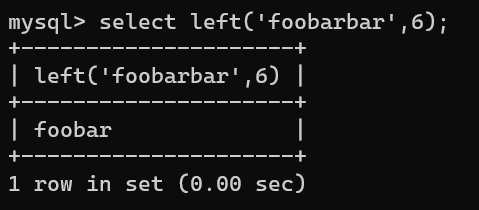 mysql> select left('foobarbar',6);
+--------------------+
| left('foobarbar',6) |
+--------------------+
| foobar              |
+--------------------+
1 row in set (0.00 sec)